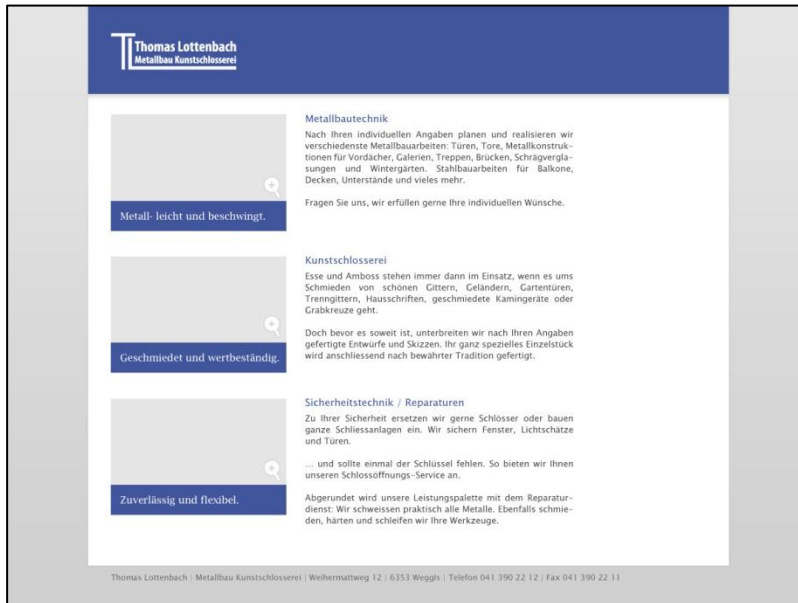 Thomas Lottenbach
Metallbau Kunstschlosserei
Metallbautechnik
Nach Ihren individuellen Angaben planen und realisieren wir
verschiedenste Metallbauarbeiten: Türen, Tore, Metallkonstruk-
tionen für Vordächer, Galerien, Treppen, Brücken, Schrägvergla-
sungen und Wintergärten. Stahlbauarbeiten für Balkone,
Decken, Unterstände und vieles mehr.
Fragen Sie uns, wir erfüllen gerne Ihre individuellen Wünsche.
Metall- leicht und beschwingt.
Kunstschlosserei
Esse und Amboss stehen immer dann im Einsatz, wenn es ums
Schmieden von schönen Gittern, Geländern, Gartentüren,
Trenngittern, Hausschriften, geschmiedete Kamingeräte oder
Grabkreuze geht.
Doch bevor es soweit ist, unterbreiten wir nach Ihren Angaben
gefertigte Entwürfe und Skizzen. Ihr ganz spezielles Einzelstück
wird anschliessend nach bewährter Tradition gefertigt.
Geschmiedet und wertbeständig.
Sicherheitstechnik / Reparaturen
Zu Ihrer Sicherheit ersetzen wir gerne Schlösser oder bauen
ganze Schliessanlagen ein. Wir sichern Fenster, Lichtschätze
und Türen.
... und sollte einmal der Schlüssel fehlen. So bieten wir Ihnen
unseren Schlossöffnungs-Service an.
Abgerundet wird unsere Leistungspalette mit dem Reparatur-
dienst: Wir schweissen praktisch alle Metalle. Ebenfalls schmie-
den, härten und schleifen wir Ihre Werkzeuge.
Zuverlässig und flexibel.
Thomas Lottenbach | Metallbau Kunstschlosserei | Weihermattweg 12 | 6353 Weggis | Telefon 041 390 22 12 | Fax 041 390 22 11